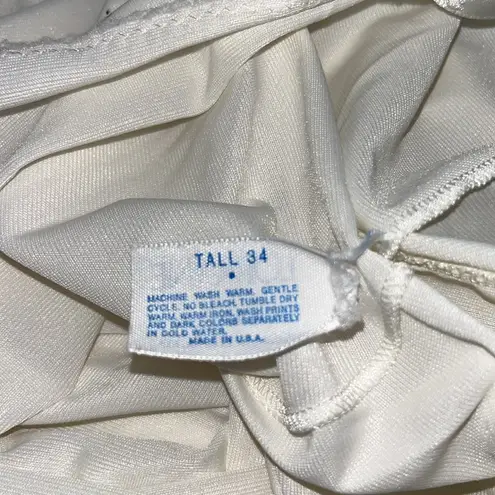 TALL 34
•
MACHINE WASH WARM, GENTLE
CYCLE. NO BLEACH, TUMBLE DRY
WARM, WARM IRON, WASH PRINTS
AND DARK COLORS SEPARATELY
IN COLD WATER.
MADE IN U.S.A.